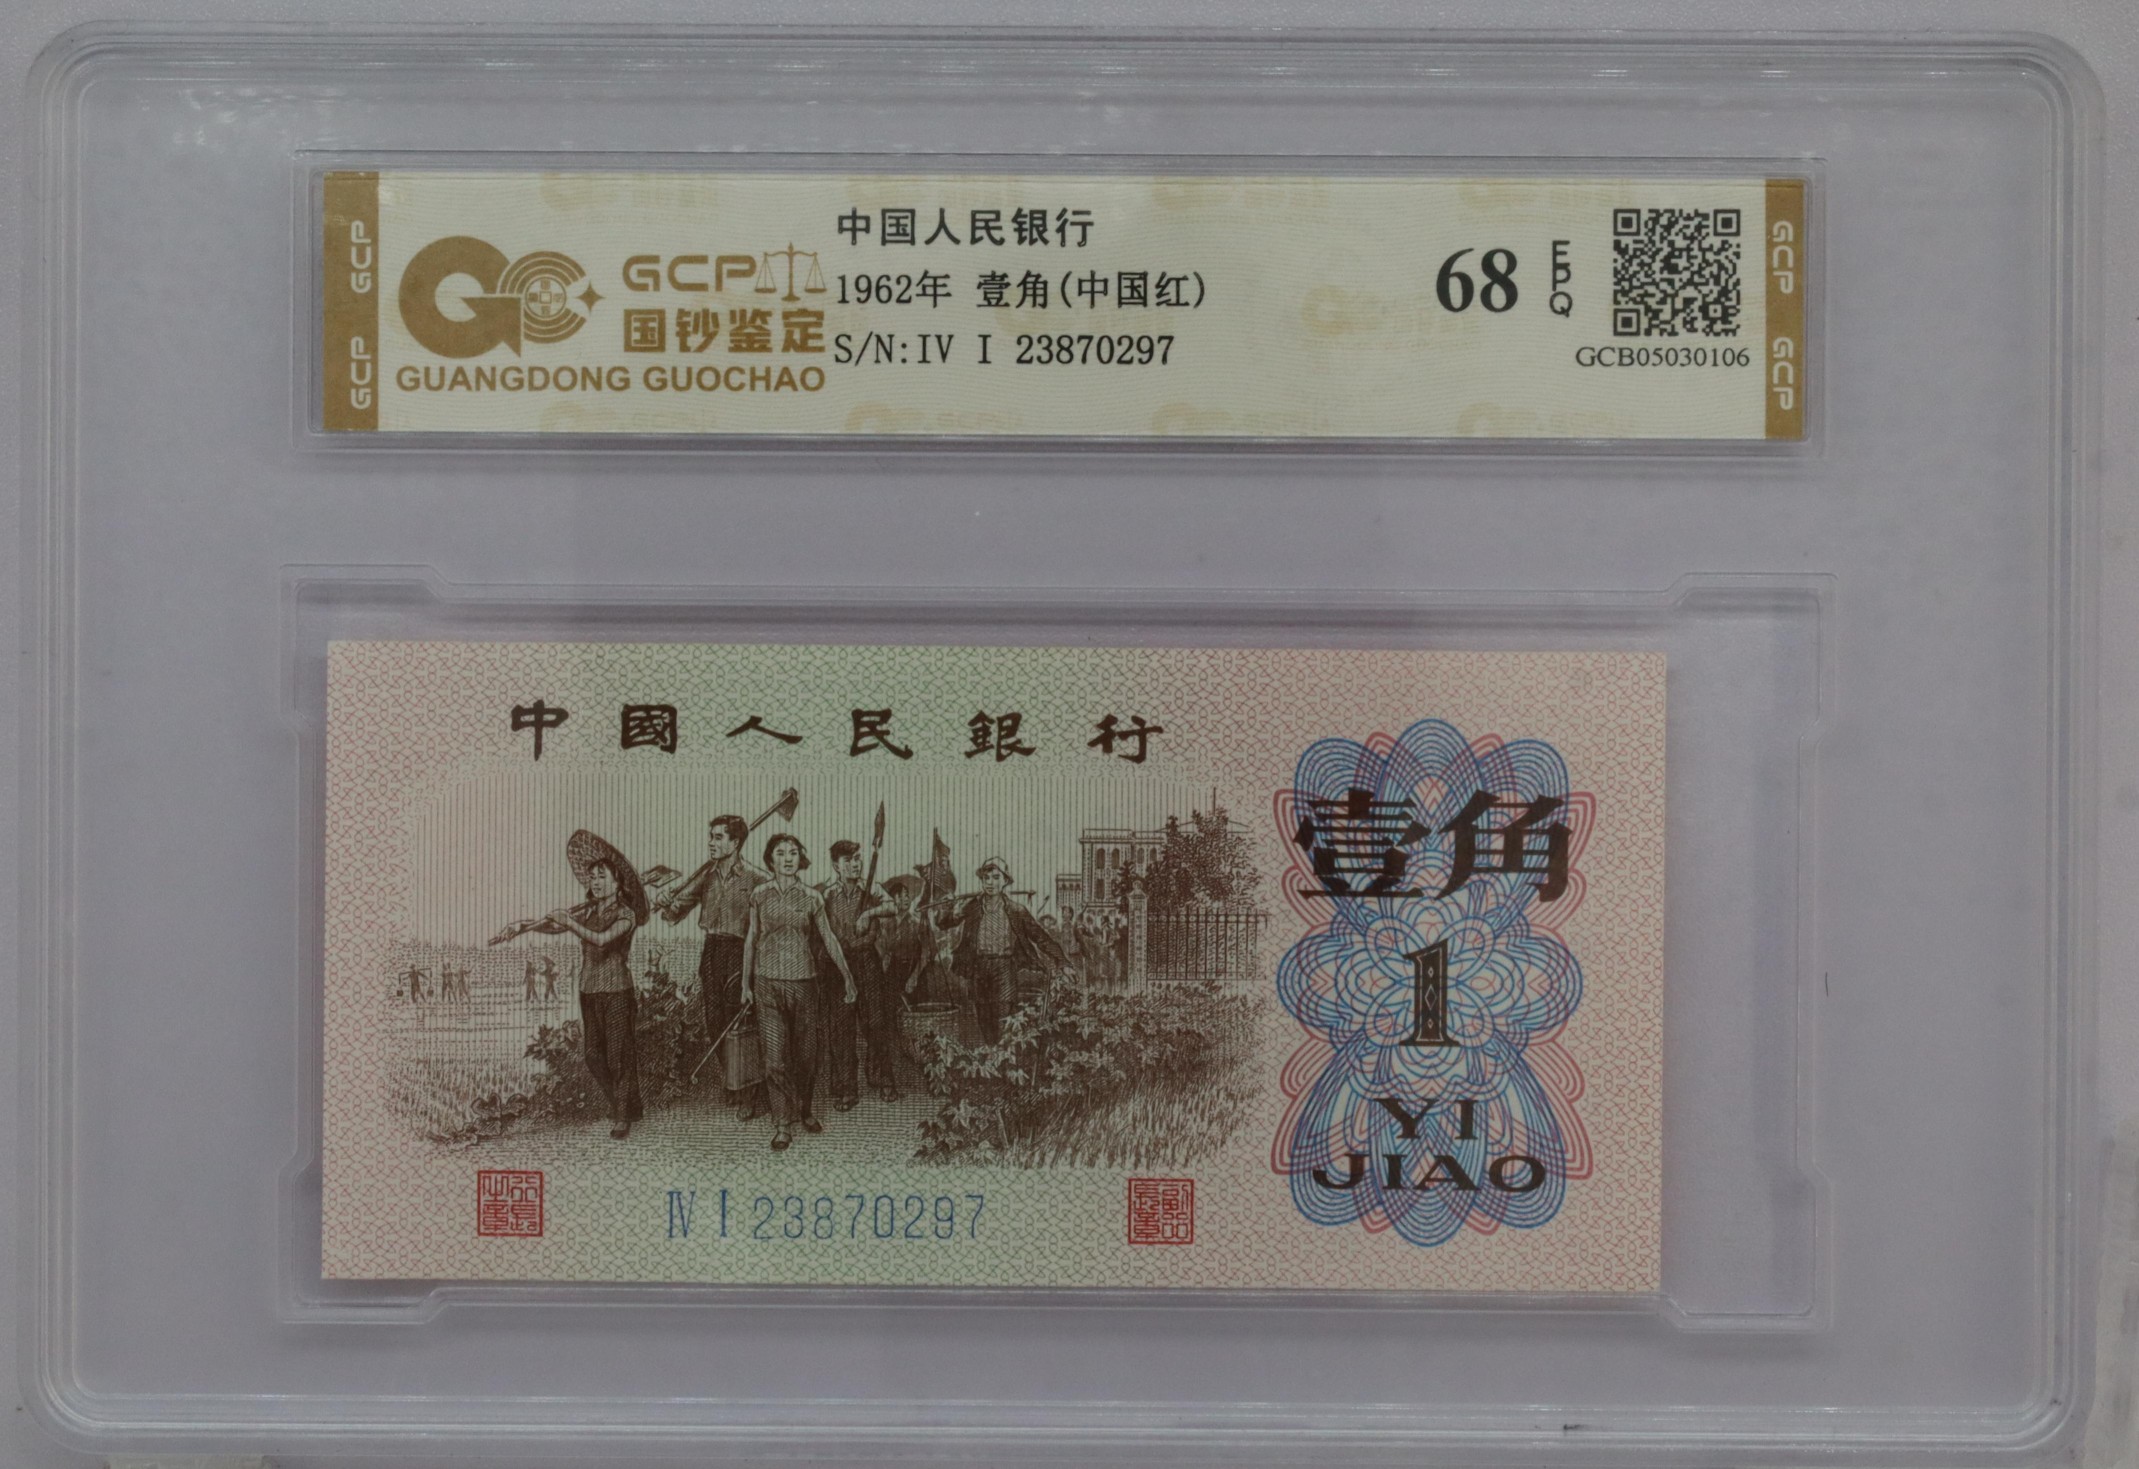 GCP
GCP
GCP
国钞鉴定
GUANGDONG GUOCHAO
中国人民银行
1962年 壹角(中国红)
S/N:IV I 23870297
68 EPQ
GCB05030106
GCP
GCP
中國人民銀行
壹角
1
YI
JIAO
Ⅳ Ⅰ 23870297